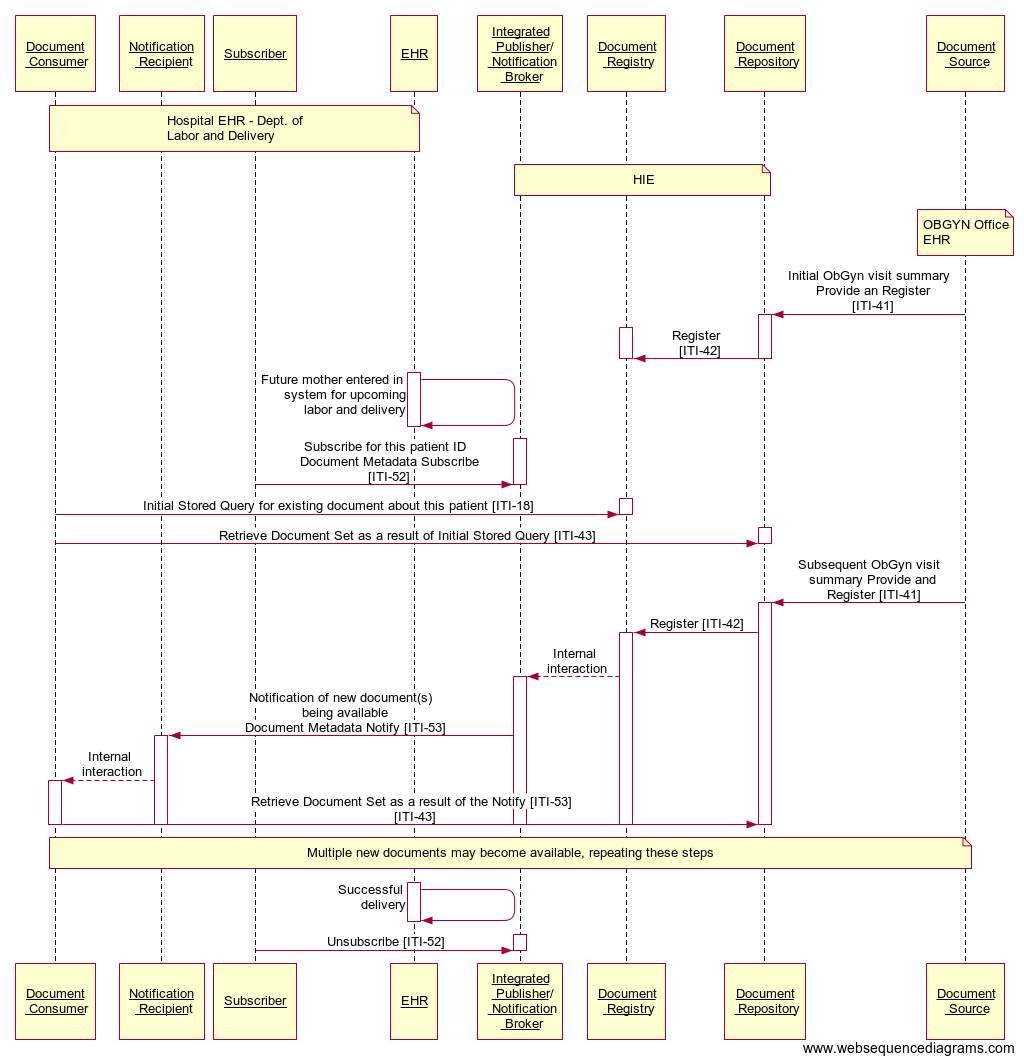 Document
Consumer
Notification
Recipient
Subscriber
EHR
Integrated
Publisher/
Notification
Broker
Document
Registry
Document
Repository
Document
Source
Hospital EHR - Dept. of
Labor and Delivery
HIE
OBGYN Office
EHR
Initial ObGyn visit summary
Provide an Register
[ITI-41]
Register
[ITI-42]
Future mother entered in
system for upcoming
labor and delivery
Subscribe for this patient ID
Document Metadata Subscribe
[ITI-52]
Initial Stored Query for existing document about this patient [ITI-18]
Retrieve Document Set as a result of Initial Stored Query [ITI-43]
Subsequent ObGyn visit
summary Provide and
Register [ITI-41]
Register [ITI-42]
Internal
interaction
Notification of new document(s)
being available
Document Metadata Notify [ITI-53]
Internal
interaction
Retrieve Document Set as a result of the Notify [ITI-53]
[ITI-43]
Multiple new documents may become available, repeating these steps
Successful
delivery
Unsubscribe [ITI-52]
Document
Consumer
Notification
Recipient
Subscriber
EHR
Integrated
Publisher/
Notification
Broker
Document
Registry
Document
Repository
Document
Source
www.websequencediagrams.com